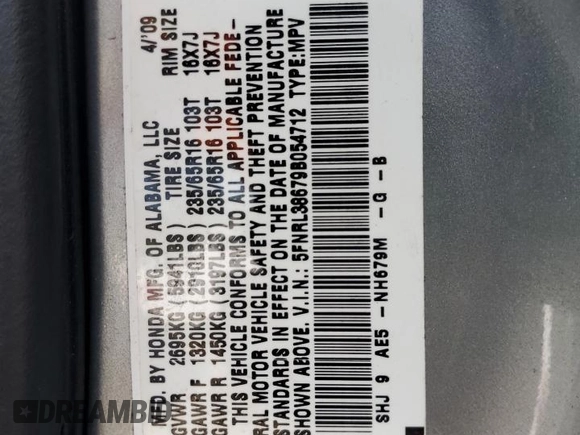 MFD. BY HONDA MFG. OF ALABAMA, LLC 4/'09
GVWR 2695KG (5941LBS) TIRE SIZE RIM SIZE
GAWR F 1320KG (2910LBS) 235/65R16 103T 16X7J
GAWR R 1450KG (3197LBS) 235/65R16 103T 16X7J
THIS VEHICLE CONFORMS TO ALL APPLICABLE FEDE-
RAL MOTOR VEHICLE SAFETY AND THEFT PREVENTION
STANDARDS IN EFFECT ON THE DATE OF MANUFACTURE
SHOWN ABOVE. V.I.N.: 5FNRL38679B054712 TYPE:MPV
SHJ 9 AE5 -NH679M -G -B
DREAMBID